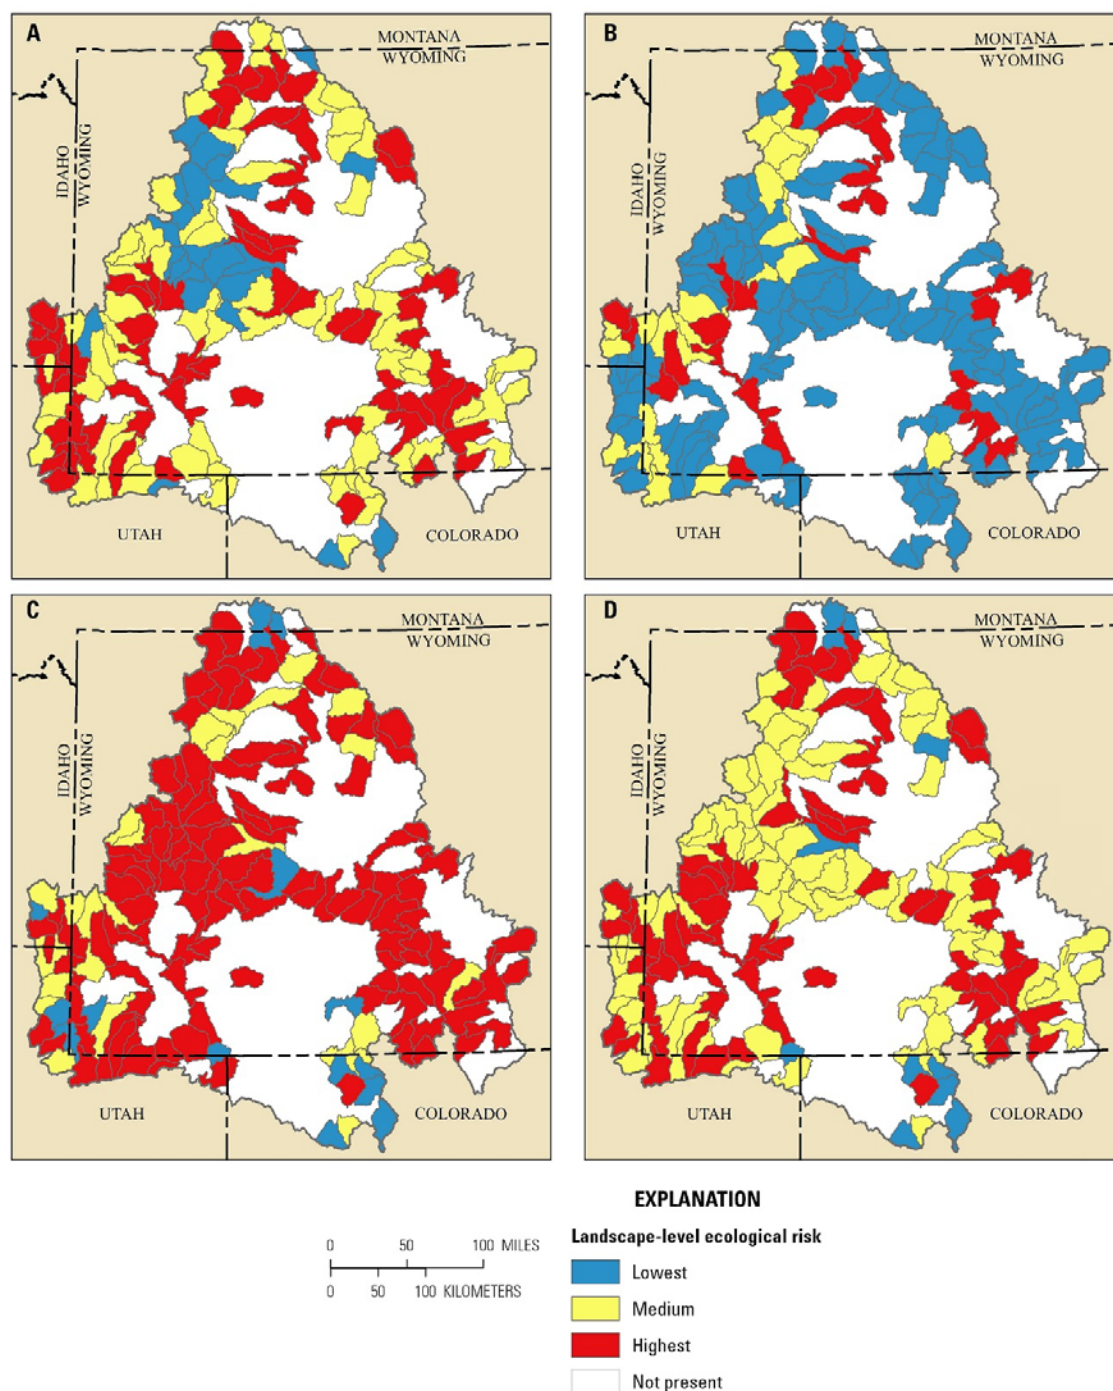 A
MONTANA
WYOMING
IDAHO
WYOMING
UTAH
COLORADO
B
MONTANA
WYOMING
IDAHO
WYOMING
UTAH
COLORADO
C
MONTANA
WYOMING
IDAHO
WYOMING
UTAH
COLORADO
D
MONTANA
WYOMING
IDAHO
WYOMING
UTAH
COLORADO
EXPLANATION
Landscape-level ecological risk
0 50 100 MILES
0 50 100 KILOMETERS
Lowest
Medium
Highest
Not present